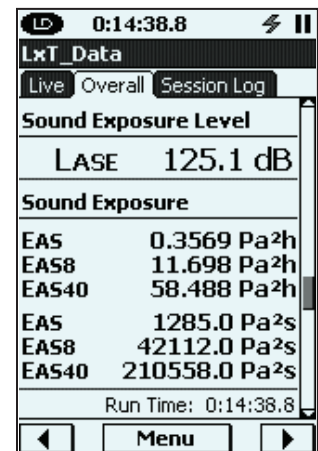 LD 0:14:38.8
LxT_Data
Live Overall Session Log
Sound Exposure Level
LASE 125.1 dB
Sound Exposure
EAS 0.3569 Pa²h
EAS8 11.698 Pa²h
EAS40 58.488 Pa²h
EAS 1285.0 Pa²s
EAS8 42112.0 Pa²s
EAS40 210558.0 Pa²s
Run Time: 0:14:38.8
Menu